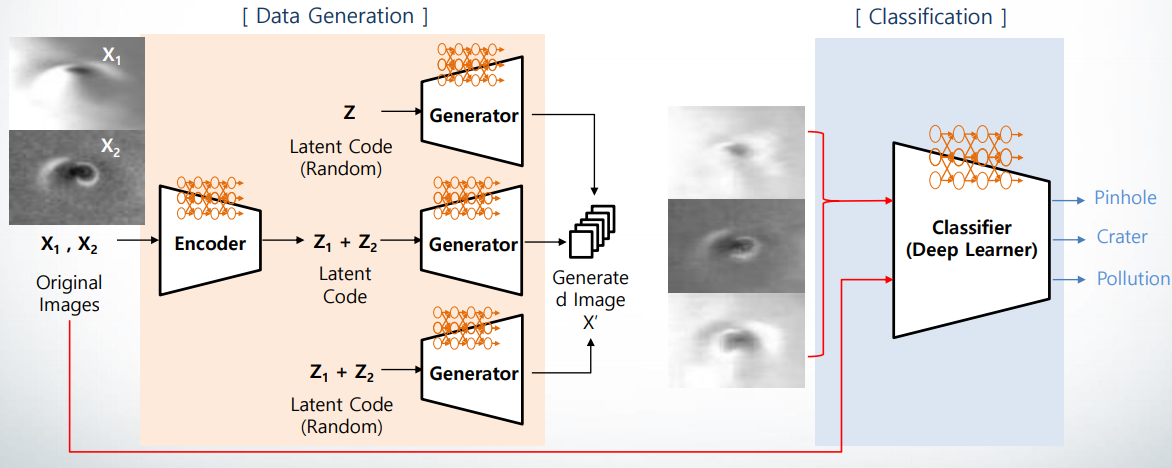 [ Data Generation ]
[ Classification ]
X1
X2
Z
Latent Code
(Random)
Generator
X1 , X2
Original
Images
Encoder
Z1 + Z2
Latent
Code
Generator
Generate
d Image
X’
Z1 + Z2
Latent Code
(Random)
Generator
Classifier
(Deep Learner)
Pinhole
Crater
Pollution